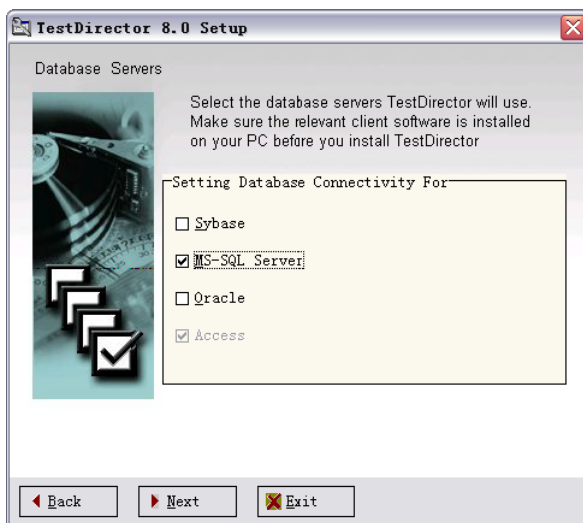 TestDirector 8.0 Setup
Database Servers
Select the database servers TestDirector will use.
Make sure the relevant client software is installed
on your PC before you install TestDirector
Setting Database Connectivity For
Sybase
MS-SQL Server
Oracle
Access
Back
Next
Exit